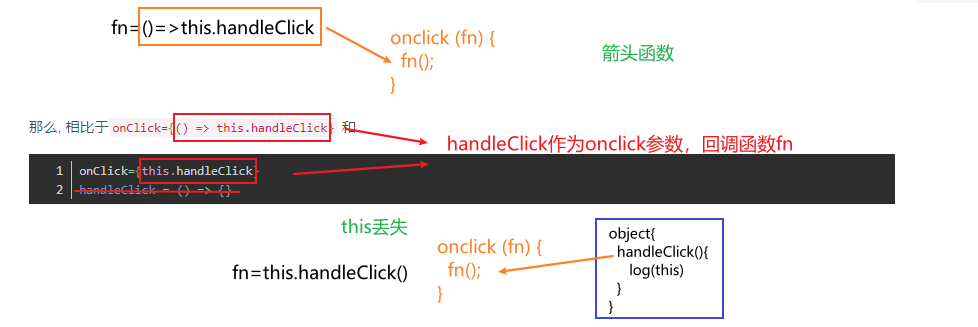 fn=()=>this.handleClick
onclick (fn) {
fn();
}
箭头函数
那么, 相比于 onClick={() => this.handleClick} 和
handleClick作为onclick参数，回调函数fn
1 onClick={this.handleClick}
2 handleClick = () => {}
this丢失
fn=this.handleClick()
onclick (fn) {
fn();
}
object{
handleClick(){
log(this)
}
}